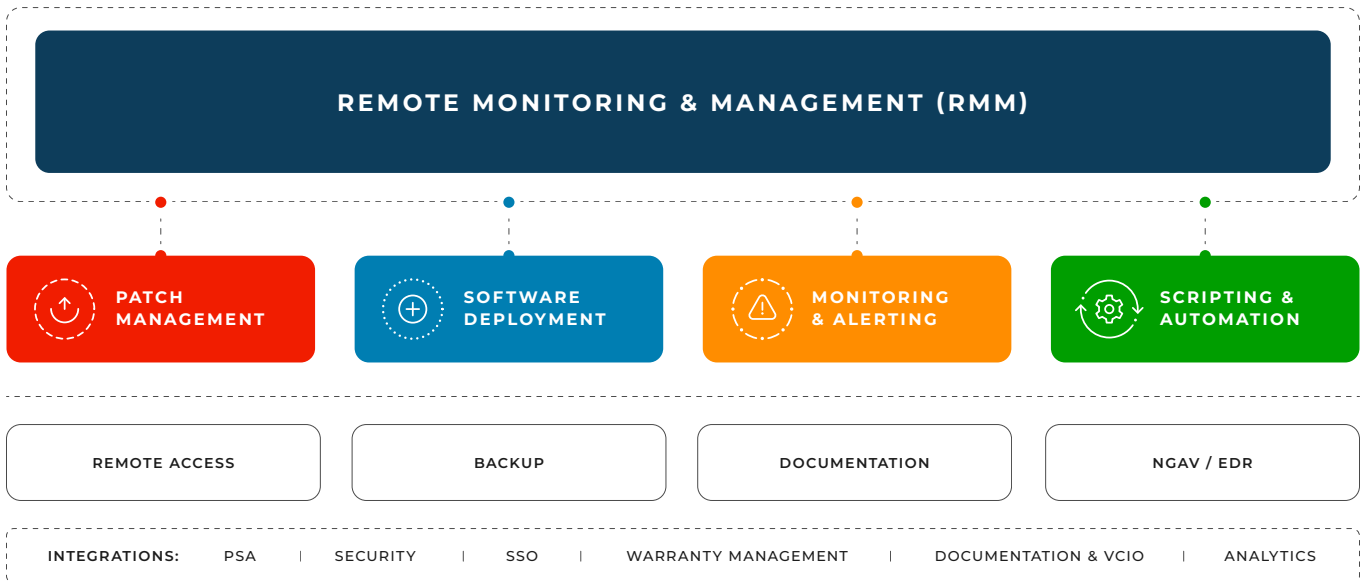 REMOTE MONITORING & MANAGEMENT (RMM)
PATCH
MANAGEMENT
SOFTWARE
DEPLOYMENT
MONITORING
& ALERTING
SCRIPTING &
AUTOMATION
REMOTE ACCESS
BACKUP
DOCUMENTATION
NGAV / EDR
INTEGRATIONS: PSA | SECURITY | SSO | WARRANTY MANAGEMENT | DOCUMENTATION & VCIO | ANALYTICS